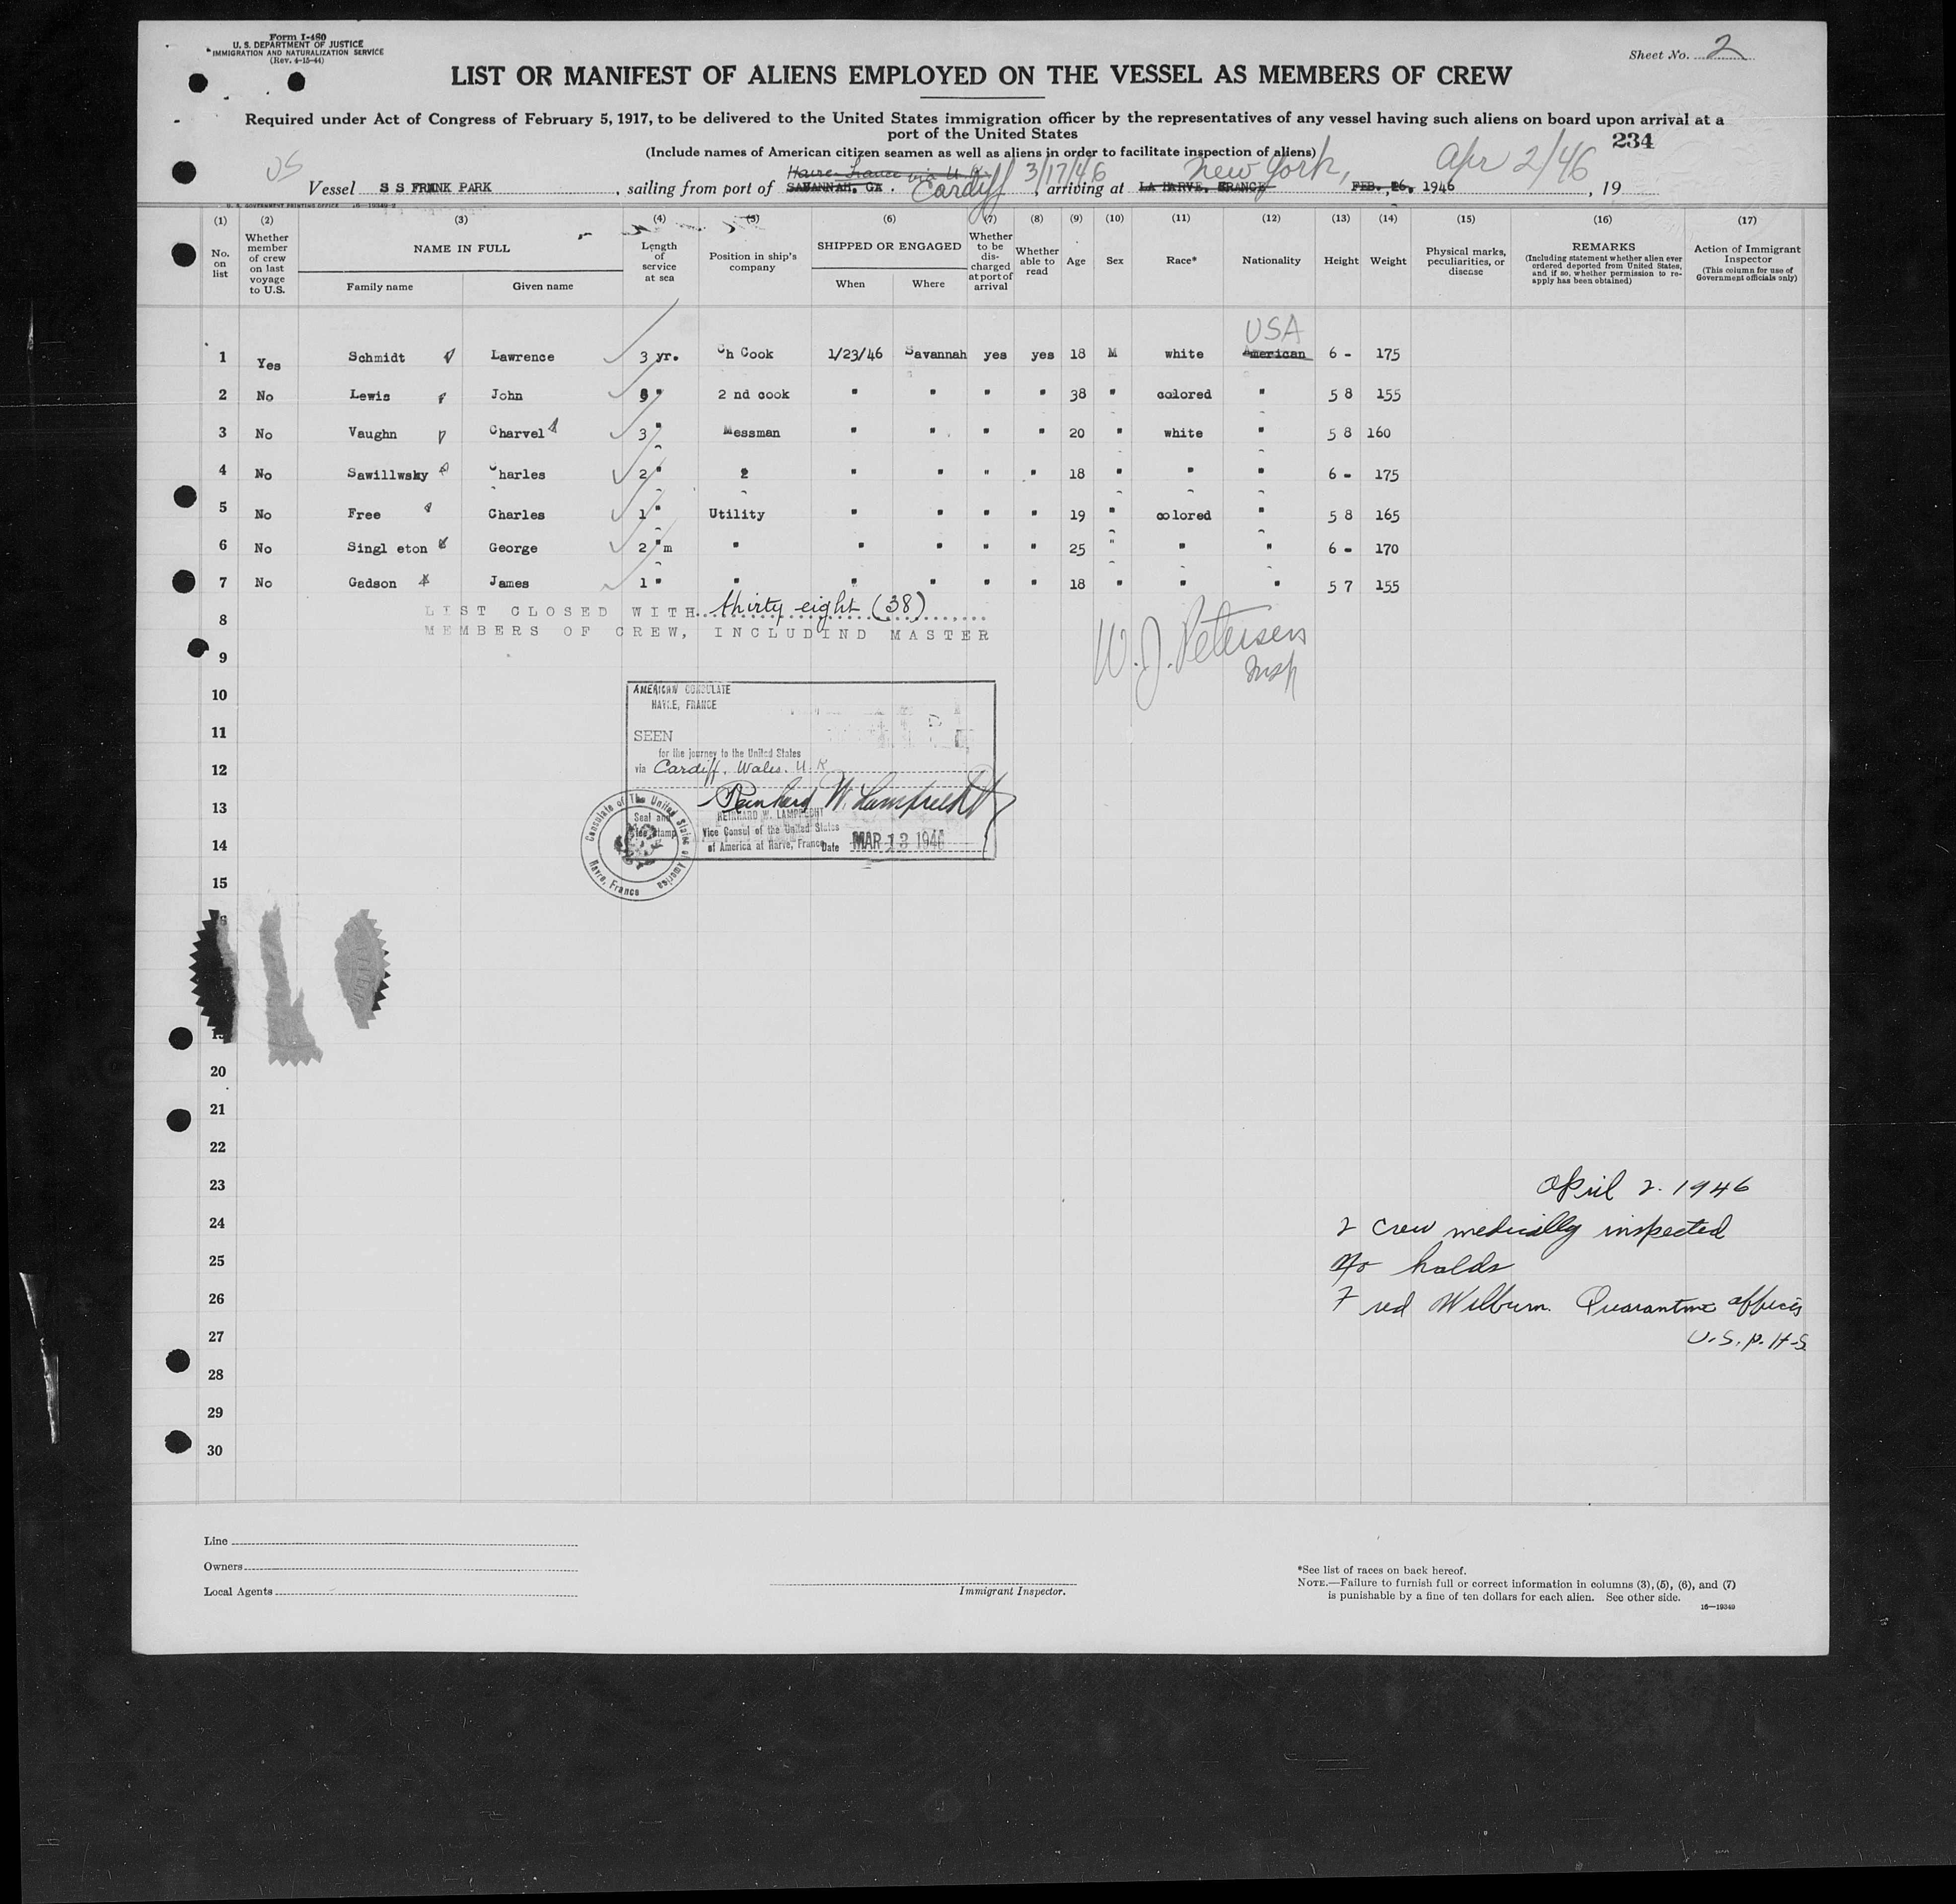 Form I-480
U. S. DEPARTMENT OF JUSTICE
IMMIGRATION AND NATURALIZATION SERVICE
(Rev. 4-15-44)
Sheet No. 2
LIST OR MANIFEST OF ALIENS EMPLOYED ON THE VESSEL AS MEMBERS OF CREW
Required under Act of Congress of February 5, 1917, to be delivered to the United States immigration officer by the representatives of any vessel having such aliens on board upon arrival at a
port of the United States
234
(Include names of American citizen seamen as well as aliens in order to facilitate inspection of aliens)
US
Havre France via U.K. 3/17/46 New York, Apr 2/46
Vessel S S FRANK PARK, sailing from port of SAVANNAH, GA. Cardiff, arriving at LA HARVE, FRANCE FEB. 26, 1946, 19
U. S. GOVERNMENT PRINTING OFFICE 16-19349-2
(1) (2) (3) (4) (5) (6) (7) (8) (9) (10) (11) (12) (13) (14) (15) (16) (17)
No. on list
Whether member of crew on last voyage to U.S.
NAME IN FULL
Family name
Given name
Length of service at sea
Position in ship's company
SHIPPED OR ENGAGED
When
Where
Whether to be discharged at port of arrival
Whether able to read
Age
Sex
Race*
Nationality
Height
Weight
Physical marks, peculiarities, or disease
REMARKS
(Including statement whether alien ever ordered deported from United States, and if so, whether permission to re-apply has been obtained)
Action of Immigrant Inspector
(This column for use of Government officials only)
USA
1 Yes Schmidt Lawrence 3 yr. Ch Cook 1/23/46 Savannah yes yes 18 M white American 6 - 175
2 No Lewis John " 2 nd cook " " " " 38 " colored " 5 8 155
3 No Vaughn Charvel 3 " Messman " " " " 20 " white " 5 8 160
4 No Sawillwsky Charles 2 " " " " " 18 " " " 6 - 175
5 No Free Charles 1 " Utility " " " " 19 " colored " 5 8 165
6 No Singl eton George 2 "m " " " " " 25 " " " 6 - 170
7 No Gadson James 1 " " " " " " 18 " " " 5 7 155
LIST CLOSED WITH thirty eight (38)
8
MEMBERS OF CREW, INCLUDIND MASTER
W. J. Petersen
Insp
9
10
11
12
13
14
15
AMERICAN CONSULATE
HAVRE, FRANCE
SEEN
for the journey to the United States
via Cardiff, Wales. U.K.
Reinhard W. Lamprecht
REINHARD W. LAMPRECHT
Seal and
Fee Stamp
Vice Consul of the United States
of America at Havre, France
Date MAR 13 1946
Consulate of The United States of America
Havre, France
20
21
22
23
24
25
26
27
28
29
30
April 2. 1946
2 crew medically inspected
No holds
Fred Wilburn. Quarantine officer
U.S.P.H.S.
Line
Owners
Local Agents
Immigrant Inspector.
*See list of races on back hereof.
NOTE.—Failure to furnish full or correct information in columns (3), (5), (6), and (7)
is punishable by a fine of ten dollars for each alien. See other side.
16—19349